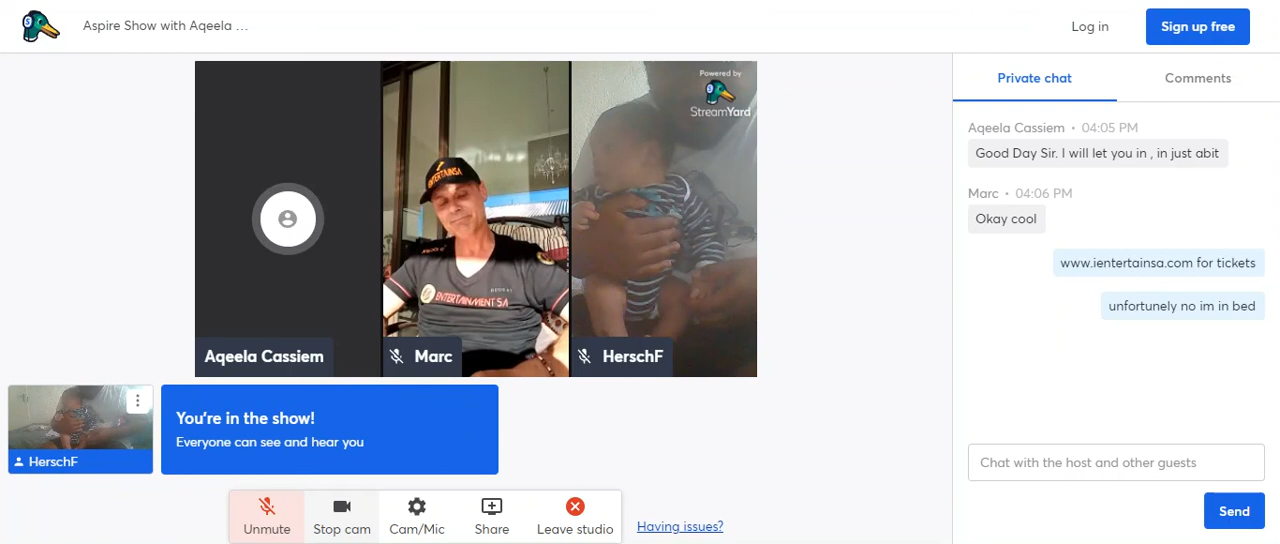 Aspire Show with Aqeela ...
Log in
Sign up free
Powered by
StreamYard
ENTERTAINSA
ENTERTAINMENT SA
Aqeela Cassiem
Marc
HerschF
HerschF
You're in the show!
Everyone can see and hear you
Unmute
Stop cam
Cam/Mic
Share
Leave studio
Having issues?
Private chat
Comments
Aqeela Cassiem • 04:05 PM
Good Day Sir. I will let you in , in just abit
Marc • 04:06 PM
Okay cool
www.ientertainsa.com for tickets
unfortunely no im in bed
Chat with the host and other guests
Send